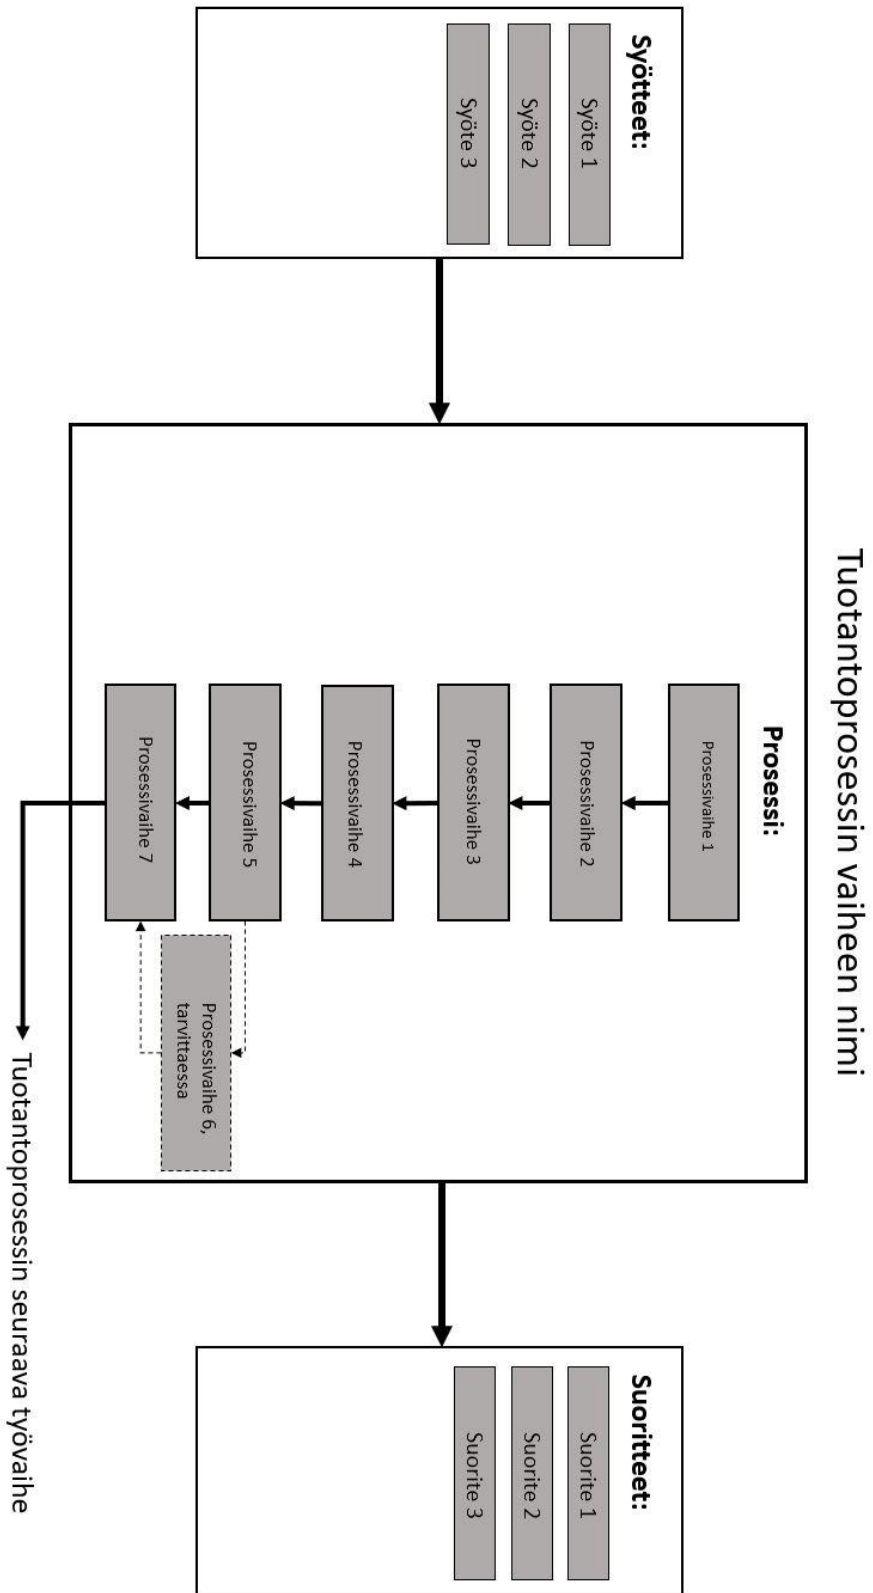 Tuotantoprosessin vaiheen nimi
Syötteet:
Syöte 1
Syöte 2
Syöte 3
Prosessi:
Prosessivaihe 1
Prosessivaihe 2
Prosessivaihe 3
Prosessivaihe 4
Prosessivaihe 5
Prosessivaihe 6,
tarvittaessa
Prosessivaihe 7
Tuotantoprosessin seuraava työvaihe
Suoritteet:
Suorite 1
Suorite 2
Suorite 3